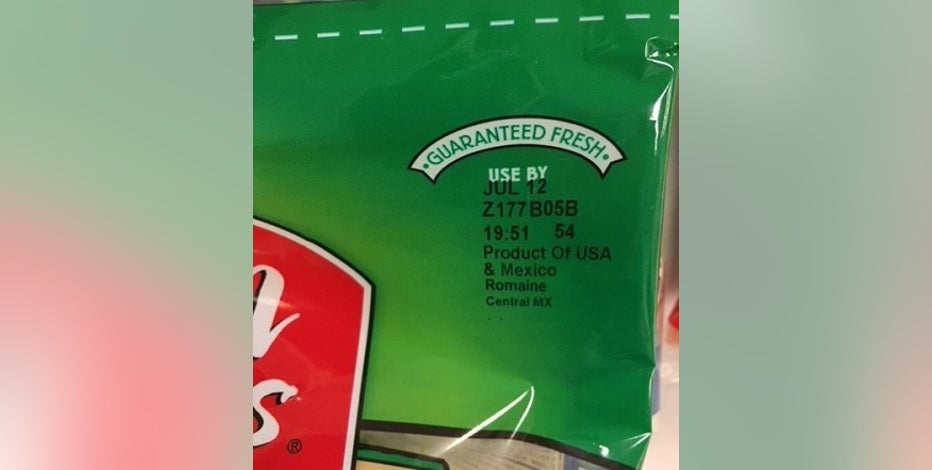 ·GUARANTEED FRESH·
USE BY
JUL 12
Z177B05B
19:51 54
Product Of USA
& Mexico
Romaine
Central MX
s®